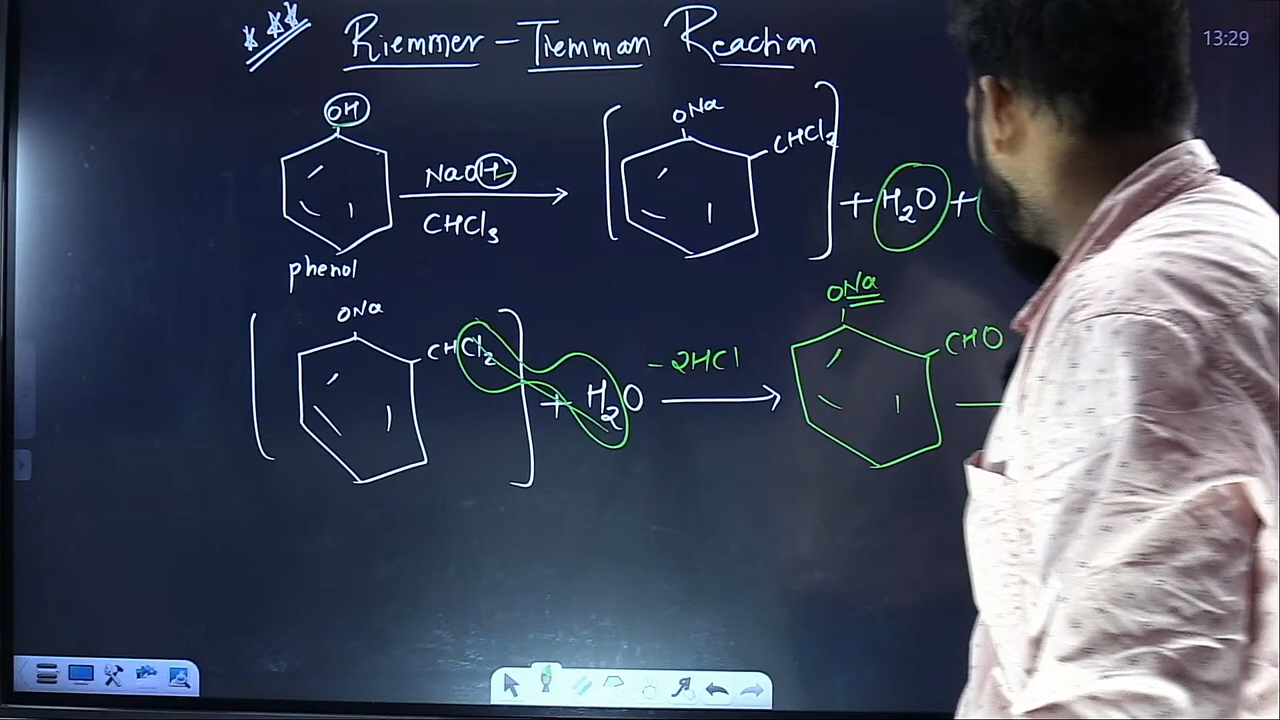 Riemmer - Tiemman Reaction
13:29
OH
NaOH
CHCl3
phenol
ONa
CHCl2
+ H2O +
ONa
CHCl2
+ H2O
-2HCl
ONa
CHO